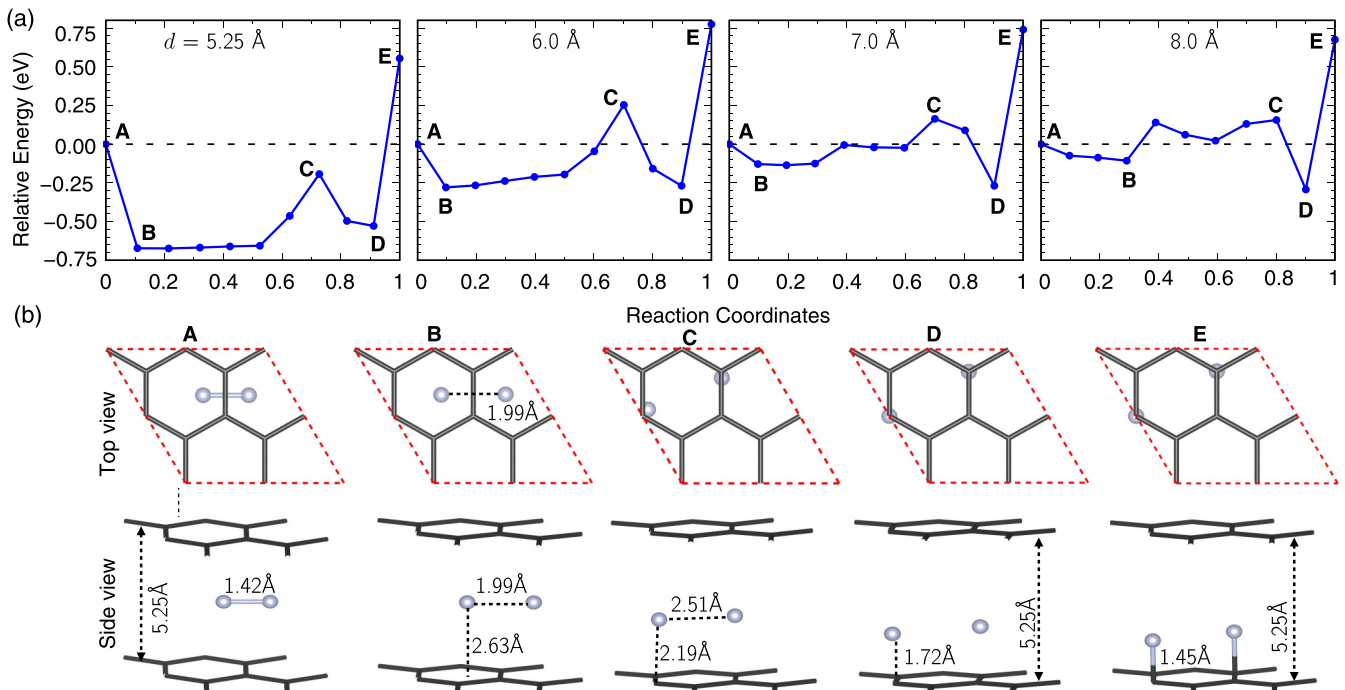 (a)
d = 5.25 Å
6.0 Å
7.0 Å
8.0 Å
Relative Energy (eV)
0.75
0.50
0.25
0.00
−0.25
−0.50
−0.75
A
B
C
D
E
A
B
C
D
E
A
B
C
D
E
A
B
C
D
E
0 0.2 0.4 0.6 0.8 1
0 0.2 0.4 0.6 0.8 1
0 0.2 0.4 0.6 0.8 1
0 0.2 0.4 0.6 0.8 1
Reaction Coordinates
(b)
A
B
C
D
E
Top view
1.99Å
Side view
5.25Å
1.42Å
1.99Å
2.63Å
2.51Å
2.19Å
1.72Å
5.25Å
1.45Å
5.25Å